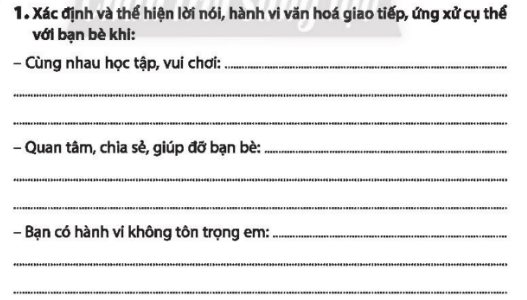 1. Xác định và thể hiện lời nói, hành vi văn hoá giao tiếp, ứng xử cụ thể
với bạn bè khi:
– Cùng nhau học tập, vui chơi:
– Quan tâm, chia sẻ, giúp đỡ bạn bè:
– Bạn có hành vi không tôn trọng em: